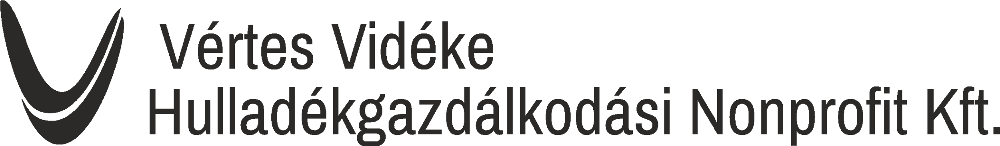 Vértes Vidéke
Hulladékgazdálkodási Nonprofit Kft.